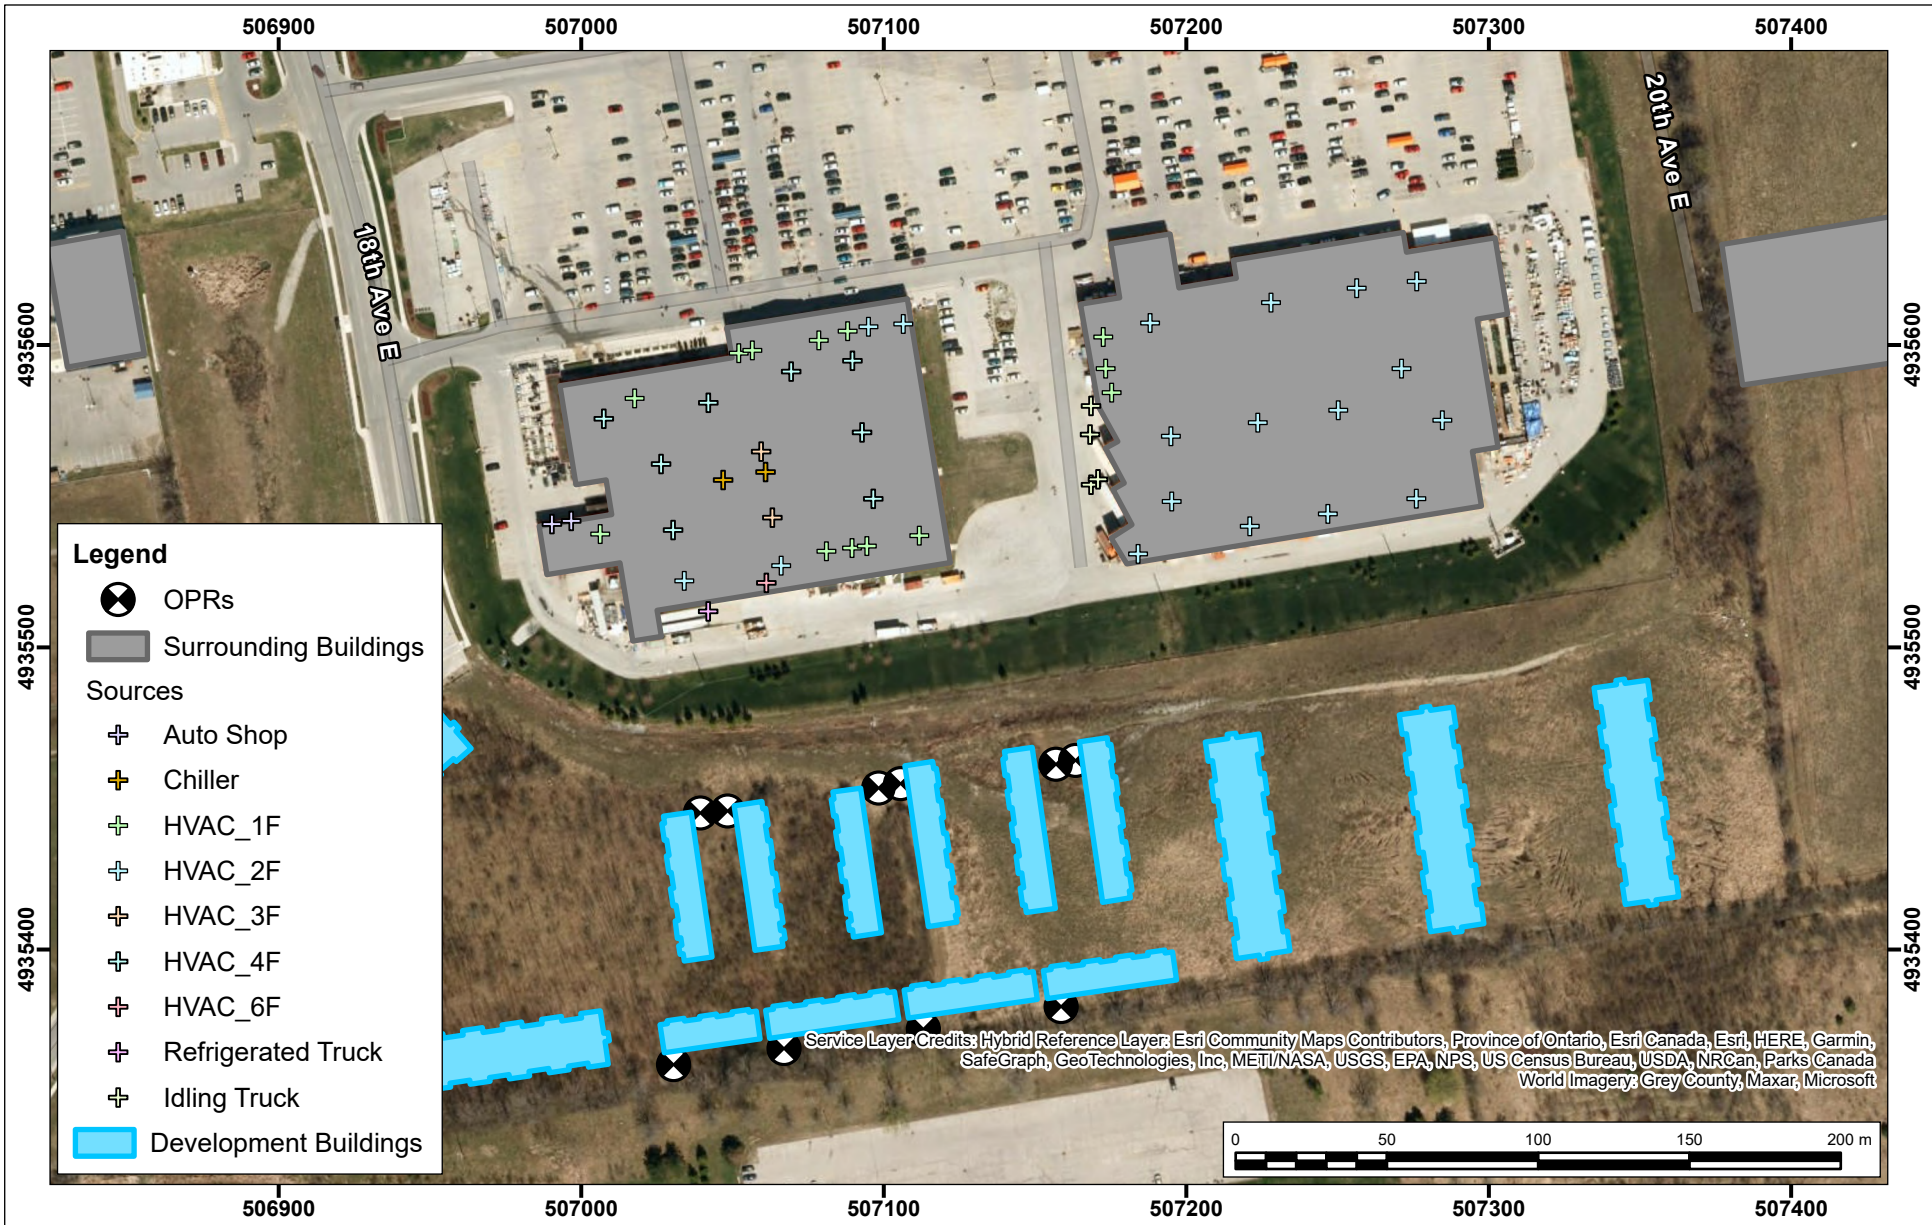 506900 507000 507100 507200 507300 507400
18th Ave E
20th Ave E
4935600
4935600
4935500
4935500
4935400
4935400
Legend
OPRs
Surrounding Buildings
Sources
Auto Shop
Chiller
HVAC_1F
HVAC_2F
HVAC_3F
HVAC_4F
HVAC_6F
Refrigerated Truck
Idling Truck
Development Buildings
Service Layer Credits: Hybrid Reference Layer: Esri Community Maps Contributors, Province of Ontario, Esri Canada, Esri, HERE, Garmin,
SafeGraph, GeoTechnologies, Inc, METI/NASA, USGS, EPA, NPS, US Census Bureau, USDA, NRCan, Parks Canada
World Imagery: Grey County, Maxar, Microsoft
0 50 100 150 200 m
506900 507000 507100 507200 507300 507400